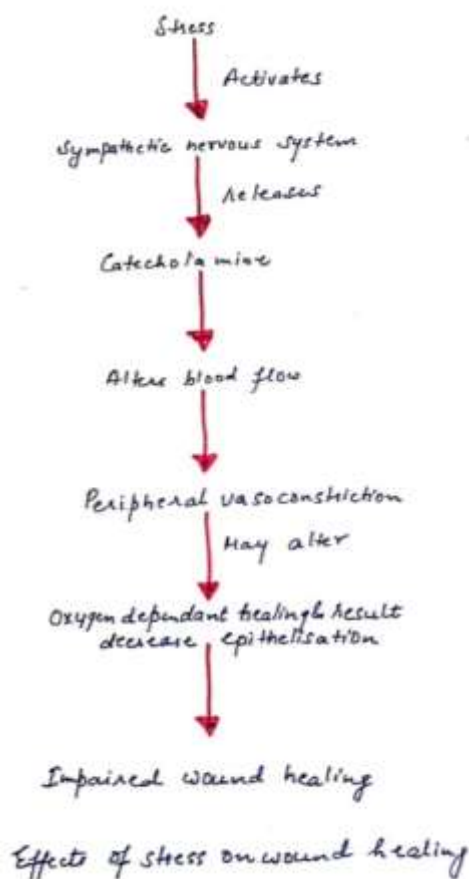 Stress
Activates
Sympathetic nervous system
releases
Catecholamine
Alters blood flow
Peripheral vasoconstriction
May alter
Oxygen dependant healing & result
decrease epithelisation
Impaired wound healing
Effects of stress on wound healing